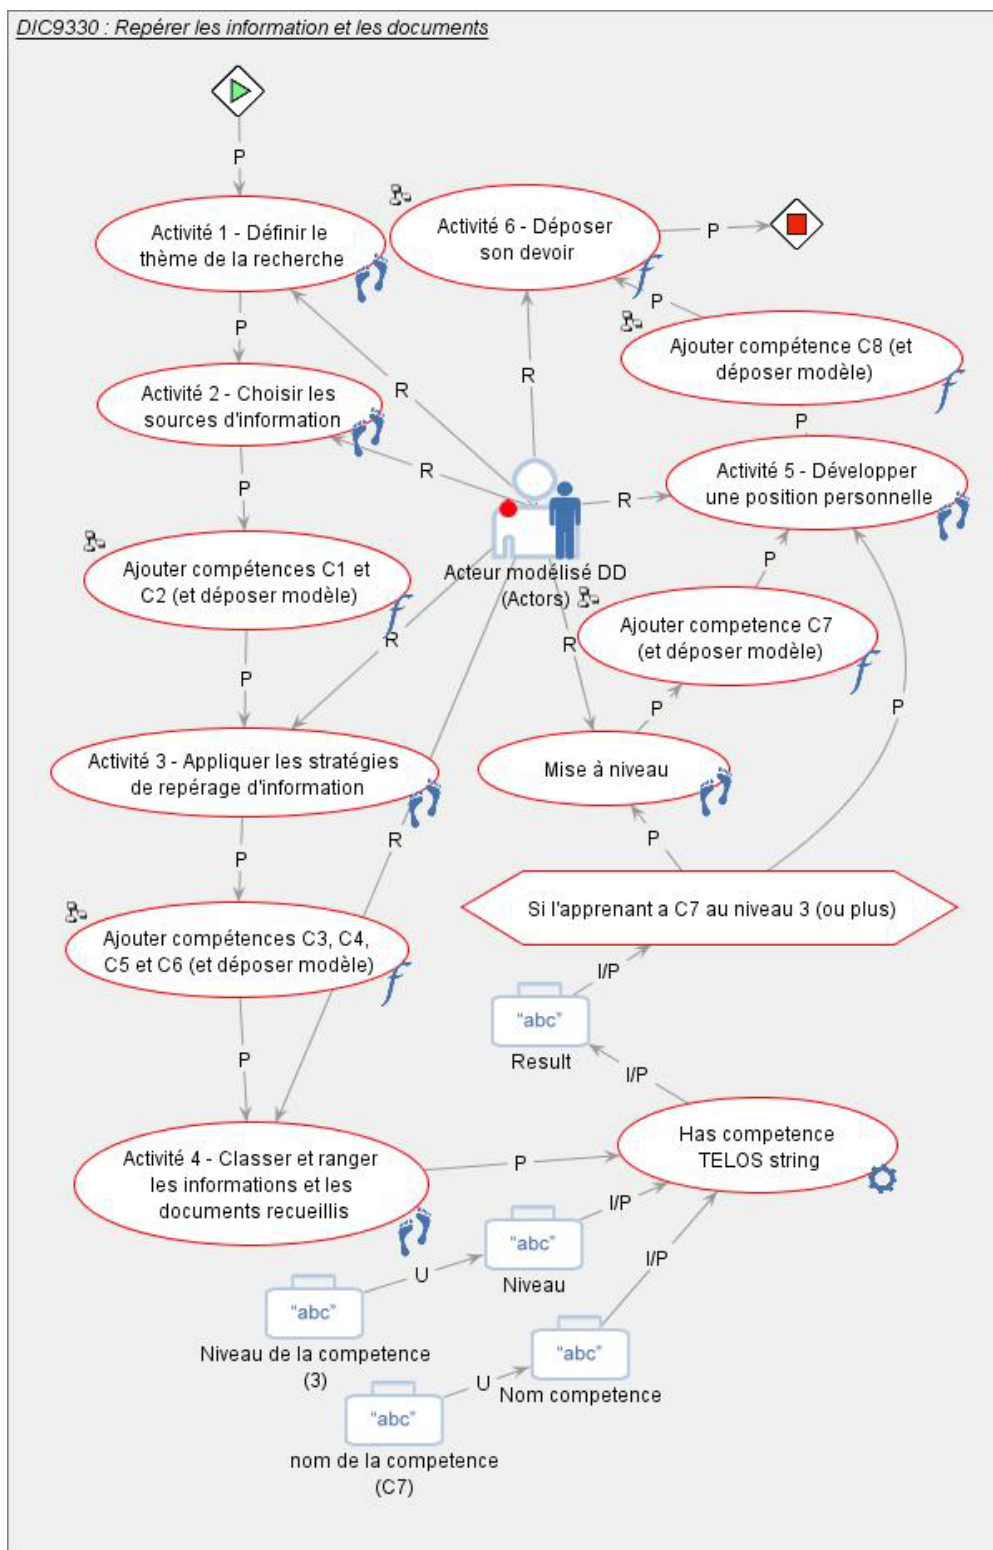 DIC9330 : Repérer les information et les documents
P
Activité 1 - Définir le
thème de la recherche
Activité 6 - Déposer
son devoir
P
P
P
Ajouter compétence C8 (et
déposer modèle)
R
R
Activité 2 - Choisir les
sources d'information
P
R
Activité 5 - Développer
une position personnelle
P
R
Acteur modélisé DD
(Actors)
Ajouter compétences C1 et
C2 (et déposer modèle)
P
Ajouter competence C7
(et déposer modèle)
R
R
P
P
P
Activité 3 - Appliquer les stratégies
de repérage d'information
Mise à niveau
R
P
P
Si l'apprenant a C7 au niveau 3 (ou plus)
Ajouter compétences C3, C4,
C5 et C6 (et déposer modèle)
I/P
"abc"
Result
P
I/P
Has competence
TELOS string
Activité 4 - Classer et ranger
les informations et les
documents recueillis
P
I/P
"abc"
Niveau
U
I/P
"abc"
Niveau de la competence
(3)
"abc"
Nom competence
U
"abc"
nom de la competence
(C7)